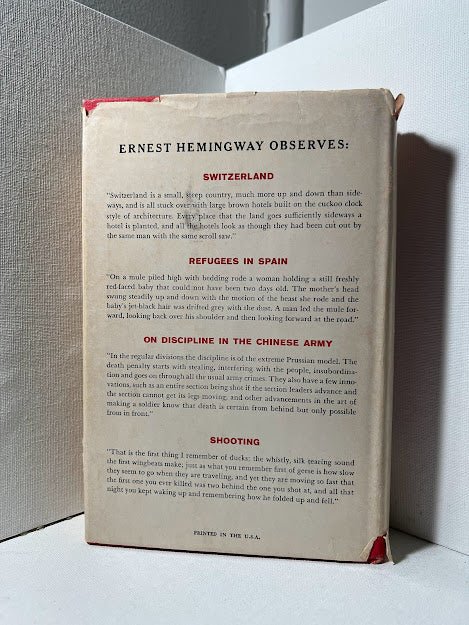 ERNEST HEMINGWAY OBSERVES:
SWITZERLAND
"Switzerland is a small, steep country, much more up and down than side-
ways, and is all stuck over with large brown hotels built on the cuckoo clock
style of architecture. Every place that the land goes sufficiently sideways a
hotel is planted, and all the hotels look as though they had been cut out by
the same man with the same scroll saw."
REFUGEES IN SPAIN
"On a mule piled high with bedding rode a woman holding a still freshly
red-faced baby that could not have been two days old. The mother's head
swung steadily up and down with the motion of the beast she rode and the
baby's jet-black hair was drifted grey with the dust. A man led the mule for-
ward, looking back over his shoulder and then looking forward at the road."
ON DISCIPLINE IN THE CHINESE ARMY
"In the regular divisions the discipline is of the extreme Prussian model. The
death penalty starts with stealing, interfering with the people, insubordina-
tion and goes on through all the usual army crimes. They also have a few inno-
vations, such as an entire section being shot if the section leaders advance and
the section cannot get its legs moving, and other advancements in the art of
making a soldier know that death is certain from behind but only possible
from in front."
SHOOTING
"That is the first thing I remember of ducks; the whistly, silk tearing sound
the first wingbeats make; just as what you remember first of geese is how slow
they seem to go when they are traveling, and yet they are moving so fast that
the first one you ever killed was two behind the one you shot at, and all that
night you kept waking up and remembering how he folded up and fell."
PRINTED IN THE U.S.A.